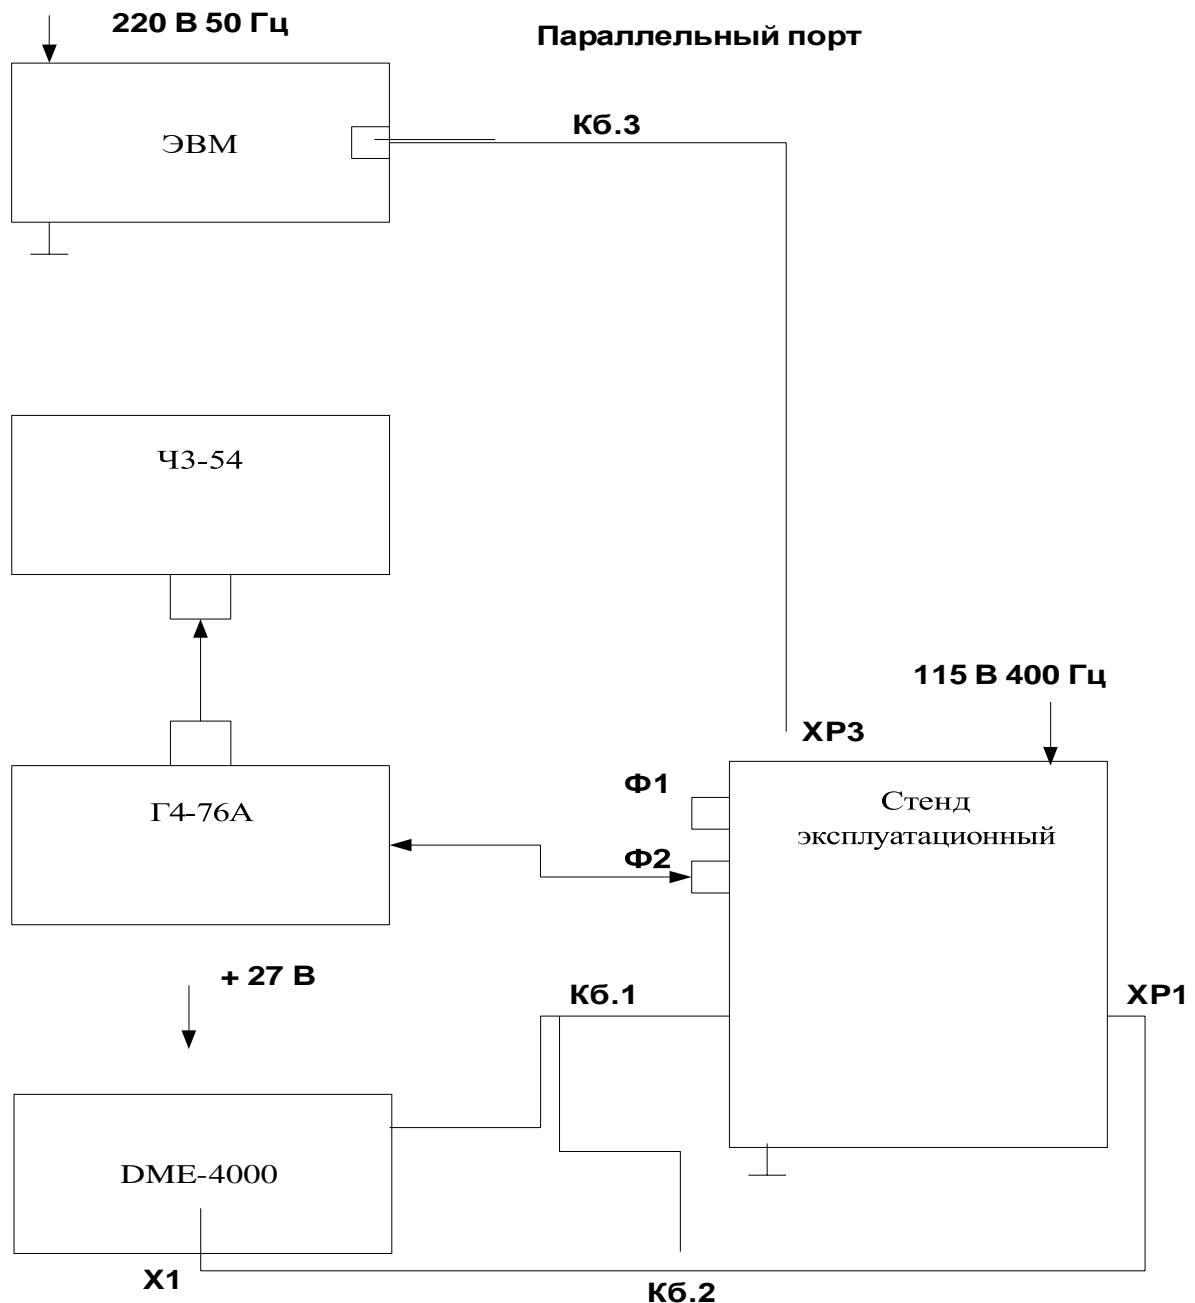 220 В 50 Гц
Параллельный порт
Кб.3
ЭВМ
Ч3-54
115 В 400 Гц
ХР3
Ф1
Стенд
эксплуатационный
Г4-76А
Ф2
+ 27 В
Кб.1
ХР1
DME-4000
Х1
Кб.2